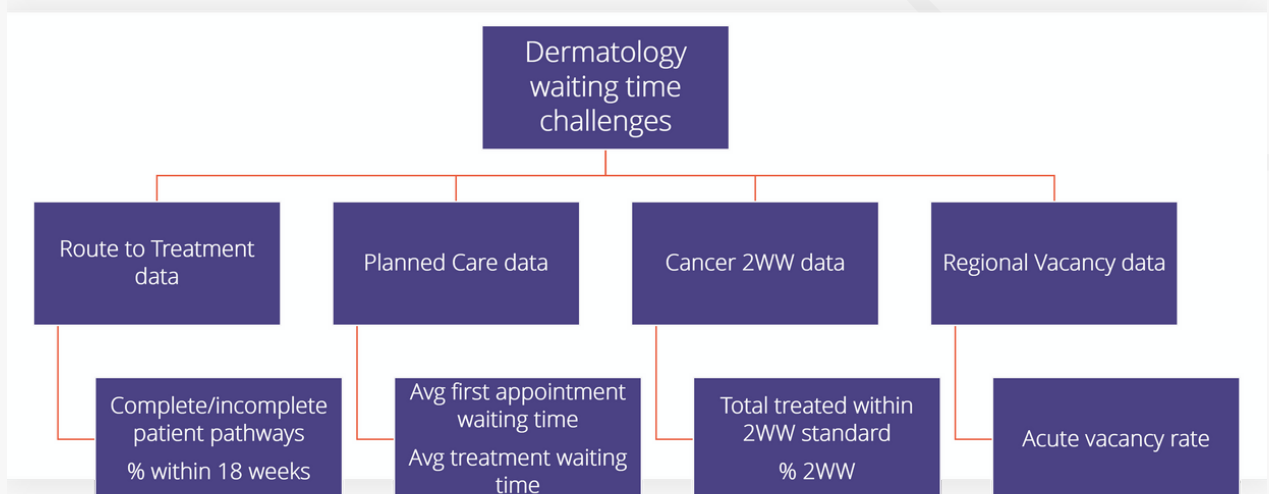 Dermatology
waiting time
challenges
Route to Treatment
data
Planned Care data
Cancer 2WW data
Regional Vacancy data
Complete/incomplete
patient pathways
% within 18 weeks
Avg first appointment
waiting time
Avg treatment waiting
time
Total treated within
2WW standard
% 2WW
Acute vacancy rate